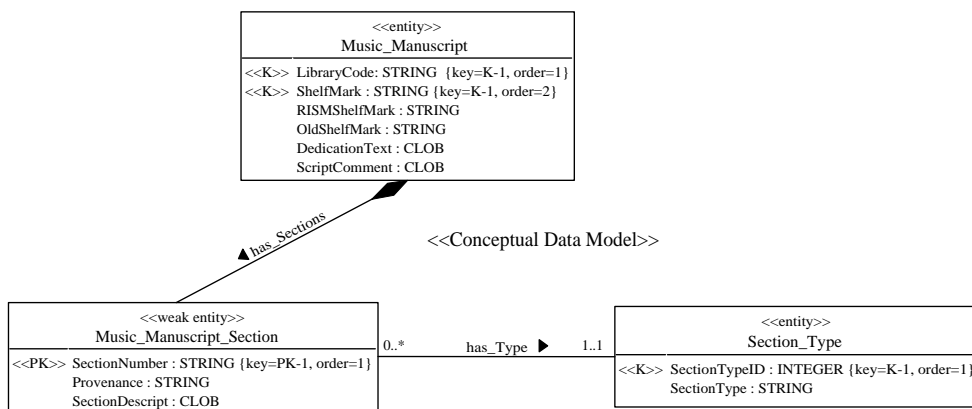 <<entity>>
Music_Manuscript
<<K>> LibraryCode: STRING {key=K-1, order=1}
<<K>> ShelfMark : STRING {key=K-1, order=2}
RISMShelfMark : STRING
OldShelfMark : STRING
DedicationText : CLOB
ScriptComment : CLOB
has_Sections
<<Conceptual Data Model>>
<<weak entity>>
Music_Manuscript_Section
<<PK>> SectionNumber : STRING {key=PK-1, order=1}
Provenance : STRING
SectionDescript : CLOB
0..*
has_Type
1..1
<<entity>>
Section_Type
<<K>> SectionTypeID : INTEGER {key=K-1, order=1}
SectionType : STRING